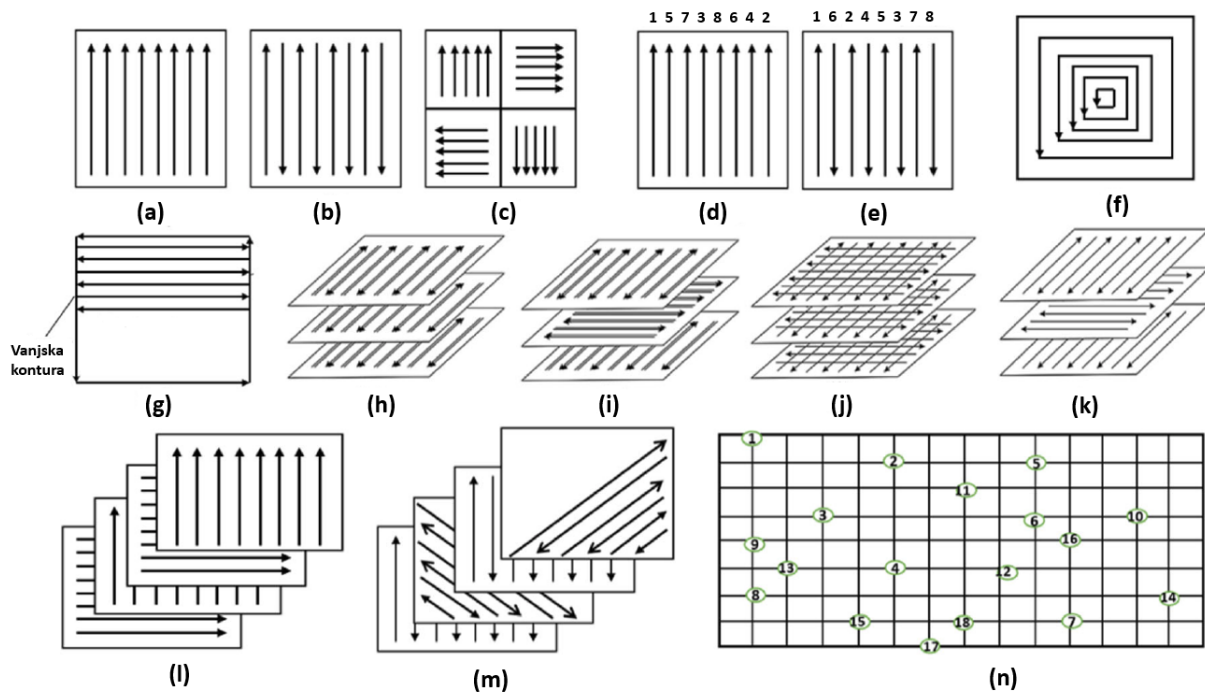 1 5 7 3 8 6 4 2
1 6 2 4 5 3 7 8
(a)
(b)
(c)
(d)
(e)
(f)
Vanjska
kontura
(g)
(h)
(i)
(j)
(k)
1
2
5
11
3
6
10
9
16
13
4
12
8
14
15
18
7
17
(l)
(m)
(n)